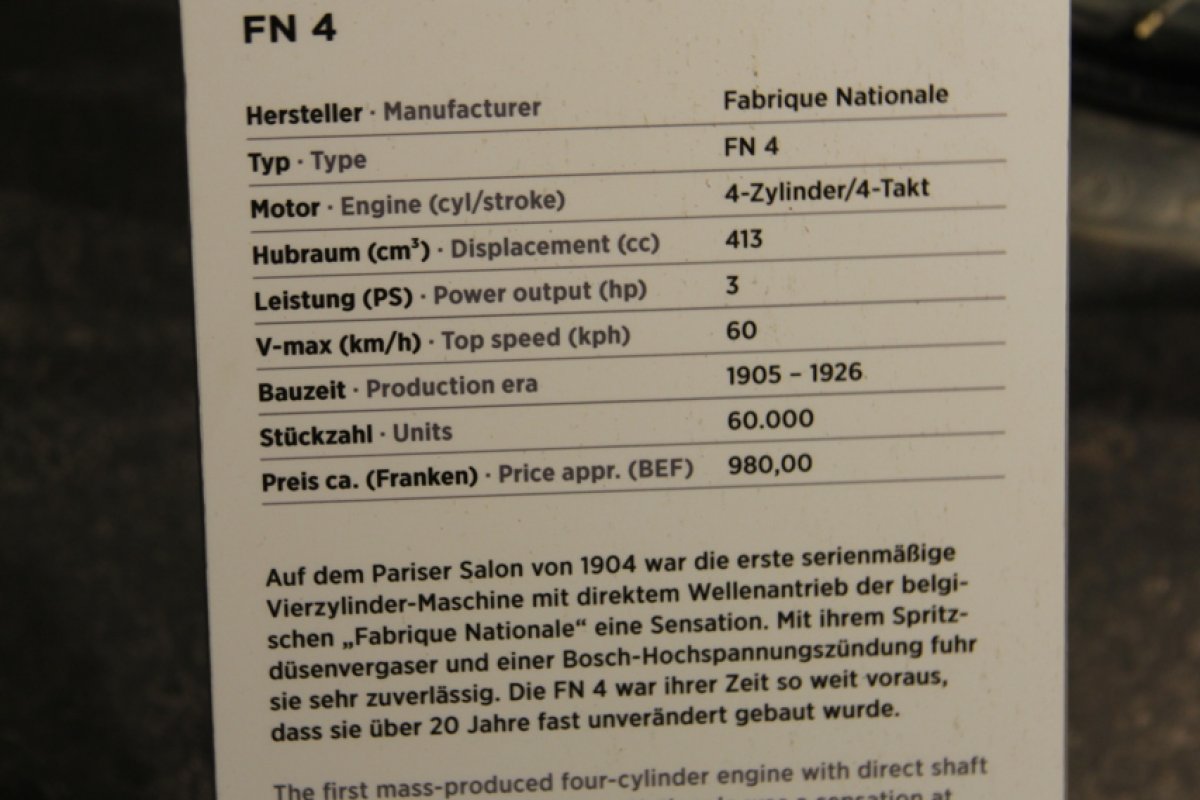 FN 4
Hersteller · Manufacturer Fabrique Nationale
Typ · Type FN 4
Motor · Engine (cyl/stroke) 4-Zylinder/4-Takt
Hubraum (cm³) · Displacement (cc) 413
Leistung (PS) · Power output (hp) 3
V-max (km/h) · Top speed (kph) 60
Bauzeit · Production era 1905 – 1926
Stückzahl · Units 60.000
Preis ca. (Franken) · Price appr. (BEF) 980,00
Auf dem Pariser Salon von 1904 war die erste serienmäßige
Vierzylinder-Maschine mit direktem Wellenantrieb der belgi-
schen „Fabrique Nationale“ eine Sensation. Mit ihrem Spritz-
düsenvergaser und einer Bosch-Hochspannungszündung fuhr
sie sehr zuverlässig. Die FN 4 war ihrer Zeit so weit voraus,
dass sie über 20 Jahre fast unverändert gebaut wurde.
The first mass-produced four-cylinder engine with direct shaft
sensation at